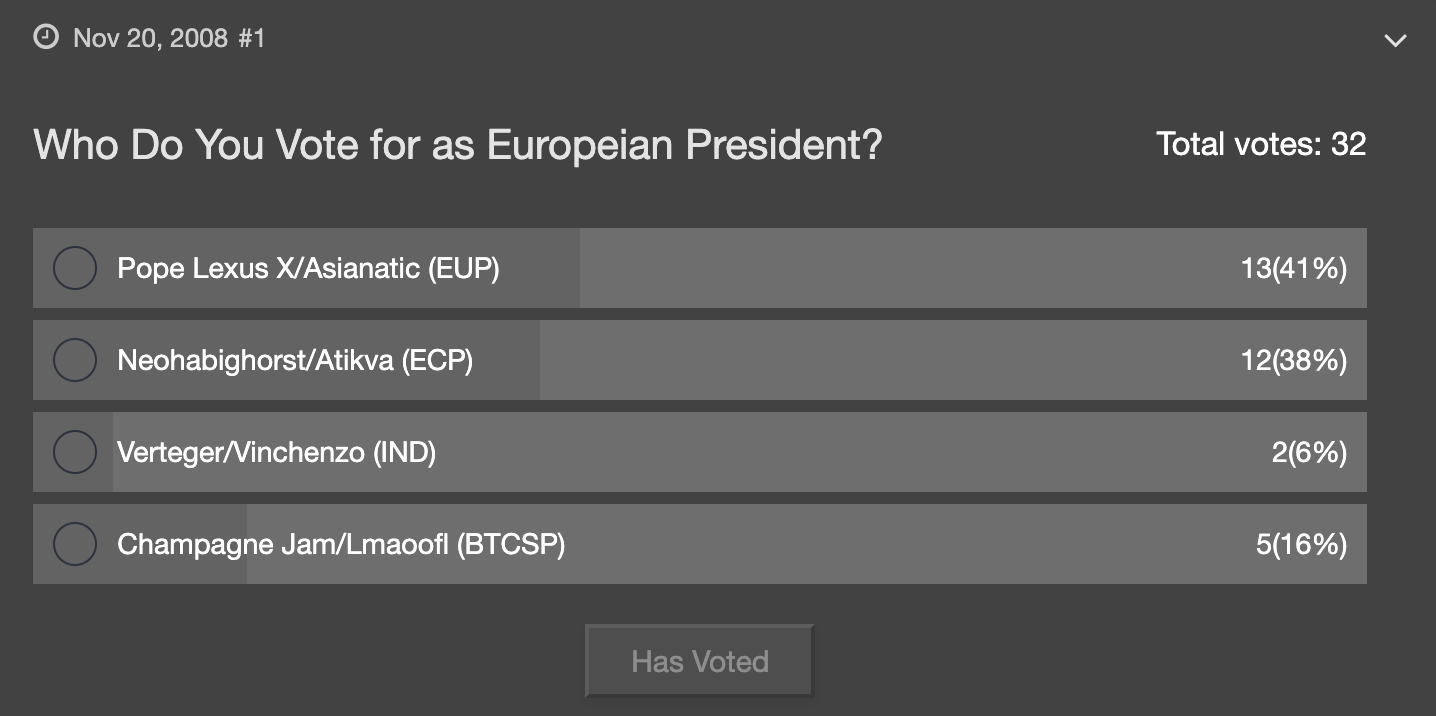 Nov 20, 2008 #1
Who Do You Vote for as Europeian President? Total votes: 32
Pope Lexus X/Asianatic (EUP) 13(41%)
Neohabighorst/Atikva (ECP) 12(38%)
Verteger/Vinchenzo (IND) 2(6%)
Champagne Jam/Lmaoofl (BTCSP) 5(16%)
Has Voted